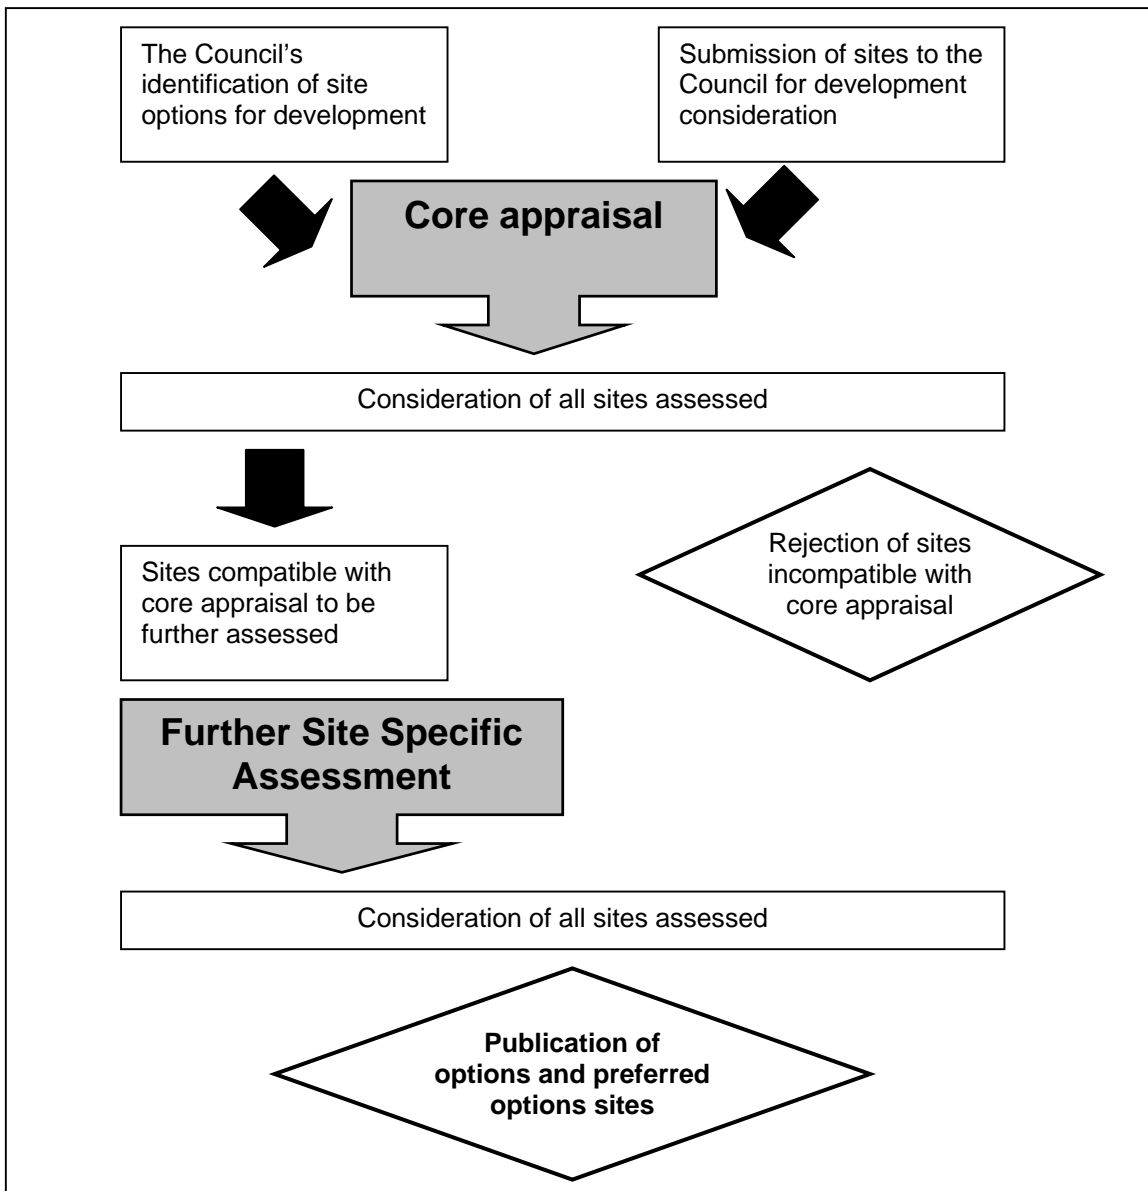 The Council’s
identification of site
options for development
Submission of sites to the
Council for development
consideration
Core appraisal
Consideration of all sites assessed
Sites compatible with
core appraisal to be
further assessed
Rejection of sites
incompatible with
core appraisal
Further Site Specific
Assessment
Consideration of all sites assessed
Publication of
options and preferred
options sites